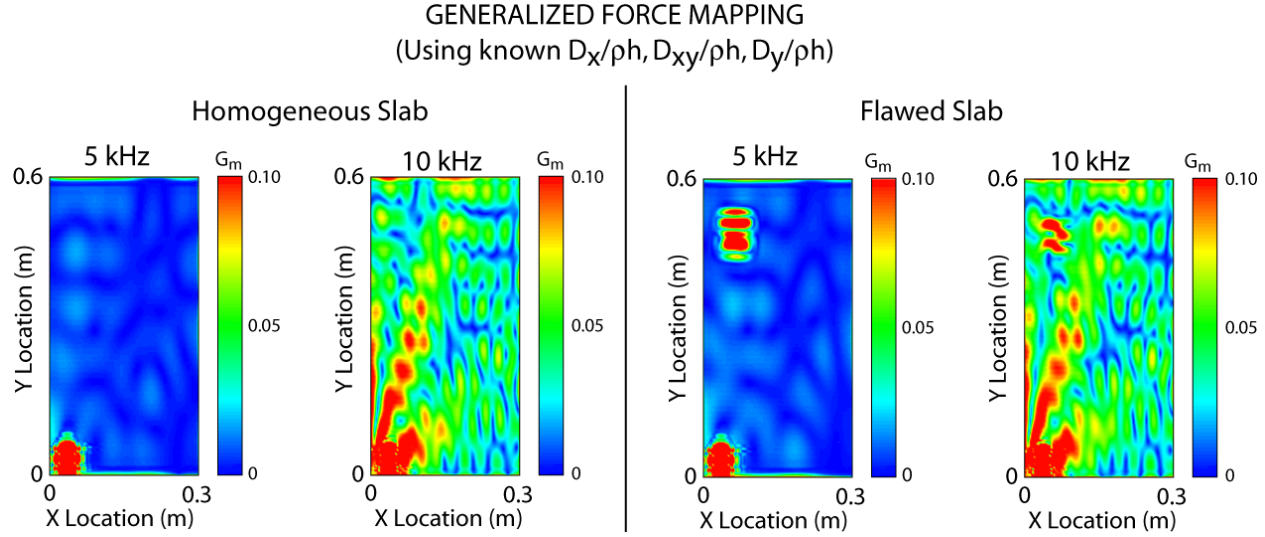 GENERALIZED FORCE MAPPING
(Using known Dx/ρh, Dxy/ρh, Dy/ρh)
Homogeneous Slab
Flawed Slab
5 kHz
Gm
10 kHz
Gm
5 kHz
Gm
10 kHz
Gm
0.6
0.10
0.6
0.10
0.6
0.10
0.6
0.10
Y Location (m)
0.05
Y Location (m)
0.05
Y Location (m)
0.05
Y Location (m)
0.05
0
0
0
0
0
0
0
0
0
0.3
0
0.3
0
0.3
0
0.3
X Location (m)
X Location (m)
X Location (m)
X Location (m)